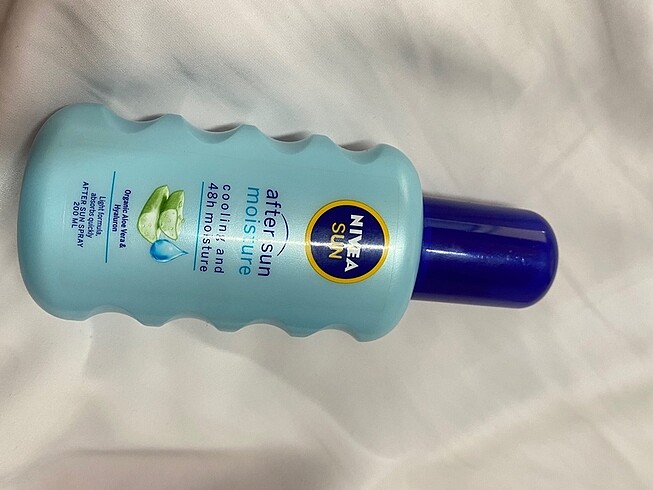 NIVEA
SUN
after sun
moisture
cooling and
48h moisture
Organic Aloe Vera &
Hyaluron
Light formula,
absorbs quickly
AFTER SUN SPRAY
200 ML